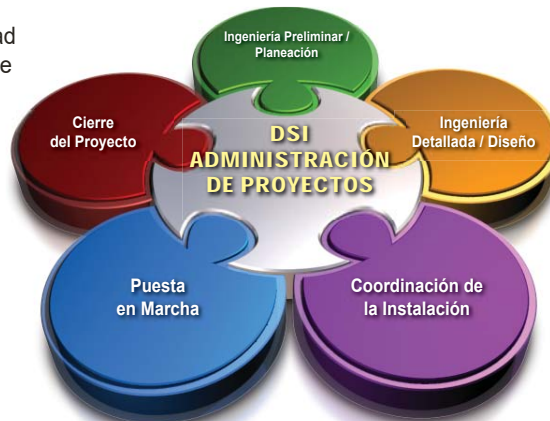 ad
e
Ingeniería Preliminar /
Planeación
Ingeniería
Detallada / Diseño
Coordinación de
la Instalación
Puesta
en Marcha
Cierre
del Proyecto
DSI
ADMINISTRACIÓN
DE PROYECTOS